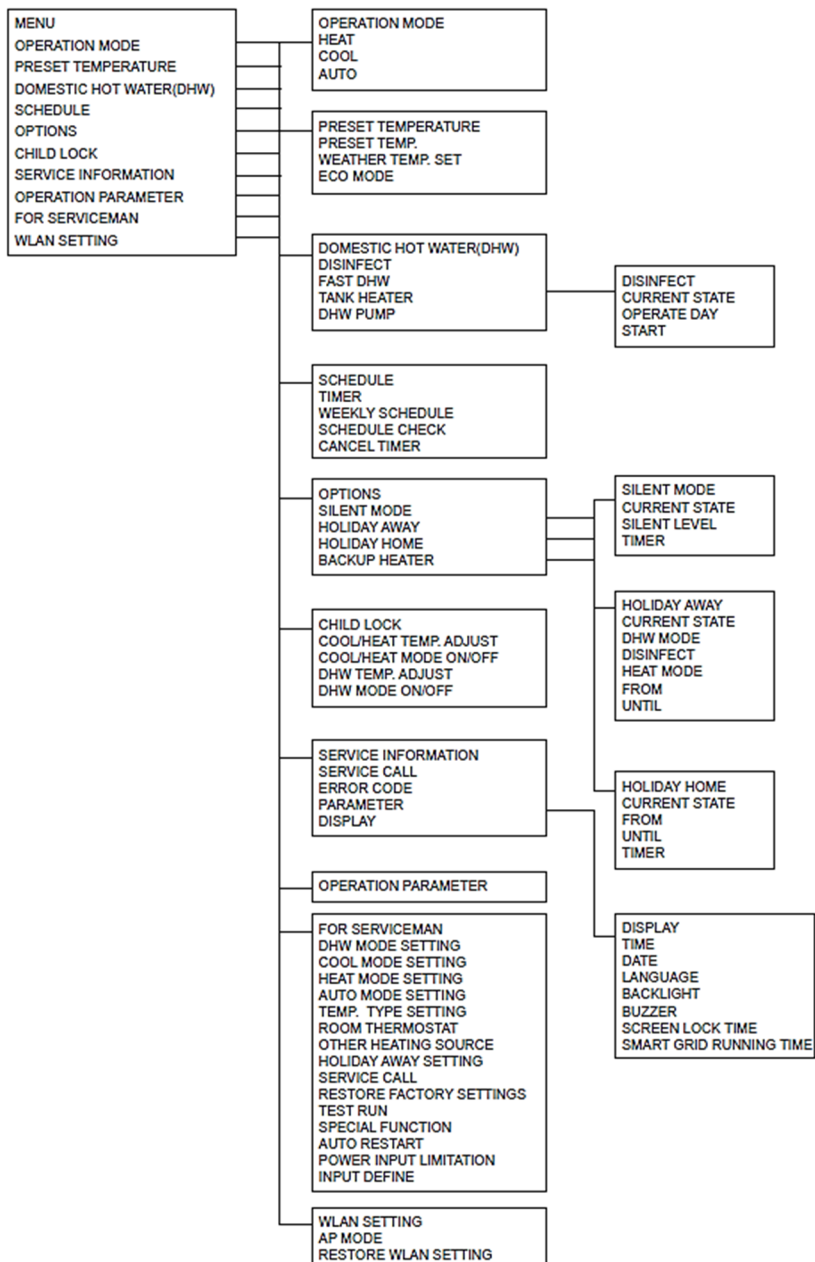 MENU
OPERATION MODE
PRESET TEMPERATURE
DOMESTIC HOT WATER(DHW)
SCHEDULE
OPTIONS
CHILD LOCK
SERVICE INFORMATION
OPERATION PARAMETER
FOR SERVICEMAN
WLAN SETTING
OPERATION MODE
HEAT
COOL
AUTO
PRESET TEMPERATURE
PRESET TEMP.
WEATHER TEMP. SET
ECO MODE
DOMESTIC HOT WATER(DHW)
DISINFECT
FAST DHW
TANK HEATER
DHW PUMP
DISINFECT
CURRENT STATE
OPERATE DAY
START
SCHEDULE
TIMER
WEEKLY SCHEDULE
SCHEDULE CHECK
CANCEL TIMER
OPTIONS
SILENT MODE
HOLIDAY AWAY
HOLIDAY HOME
BACKUP HEATER
SILENT MODE
CURRENT STATE
SILENT LEVEL
TIMER
HOLIDAY AWAY
CURRENT STATE
DHW MODE
DISINFECT
HEAT MODE
FROM
UNTIL
HOLIDAY HOME
CURRENT STATE
FROM
UNTIL
TIMER
CHILD LOCK
COOL/HEAT TEMP. ADJUST
COOL/HEAT MODE ON/OFF
DHW TEMP. ADJUST
DHW MODE ON/OFF
SERVICE INFORMATION
SERVICE CALL
ERROR CODE
PARAMETER
DISPLAY
DISPLAY
TIME
DATE
LANGUAGE
BACKLIGHT
BUZZER
SCREEN LOCK TIME
SMART GRID RUNNING TIME
OPERATION PARAMETER
FOR SERVICEMAN
DHW MODE SETTING
COOL MODE SETTING
HEAT MODE SETTING
AUTO MODE SETTING
TEMP. TYPE SETTING
ROOM THERMOSTAT
OTHER HEATING SOURCE
HOLIDAY AWAY SETTING
SERVICE CALL
RESTORE FACTORY SETTINGS
TEST RUN
SPECIAL FUNCTION
AUTO RESTART
POWER INPUT LIMITATION
INPUT DEFINE
WLAN SETTING
AP MODE
RESTORE WLAN SETTING